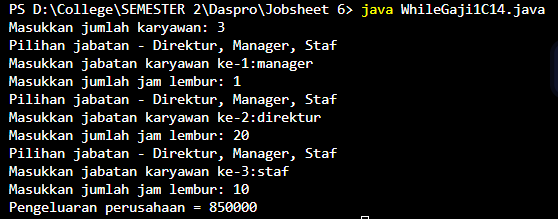 PS D:\College\SEMESTER 2\Daspro\Jobsheet 6> java WhileGaji1C14.java
Masukkan jumlah karyawan: 3
Pilihan jabatan - Direktur, Manager, Staf
Masukkan jabatan karyawan ke-1:manager
Masukkan jumlah jam lembur: 1
Pilihan jabatan - Direktur, Manager, Staf
Masukkan jabatan karyawan ke-2:direktur
Masukkan jumlah jam lembur: 20
Pilihan jabatan - Direktur, Manager, Staf
Masukkan jabatan karyawan ke-3:staf
Masukkan jumlah jam lembur: 10
Pengeluaran perusahaan = 850000